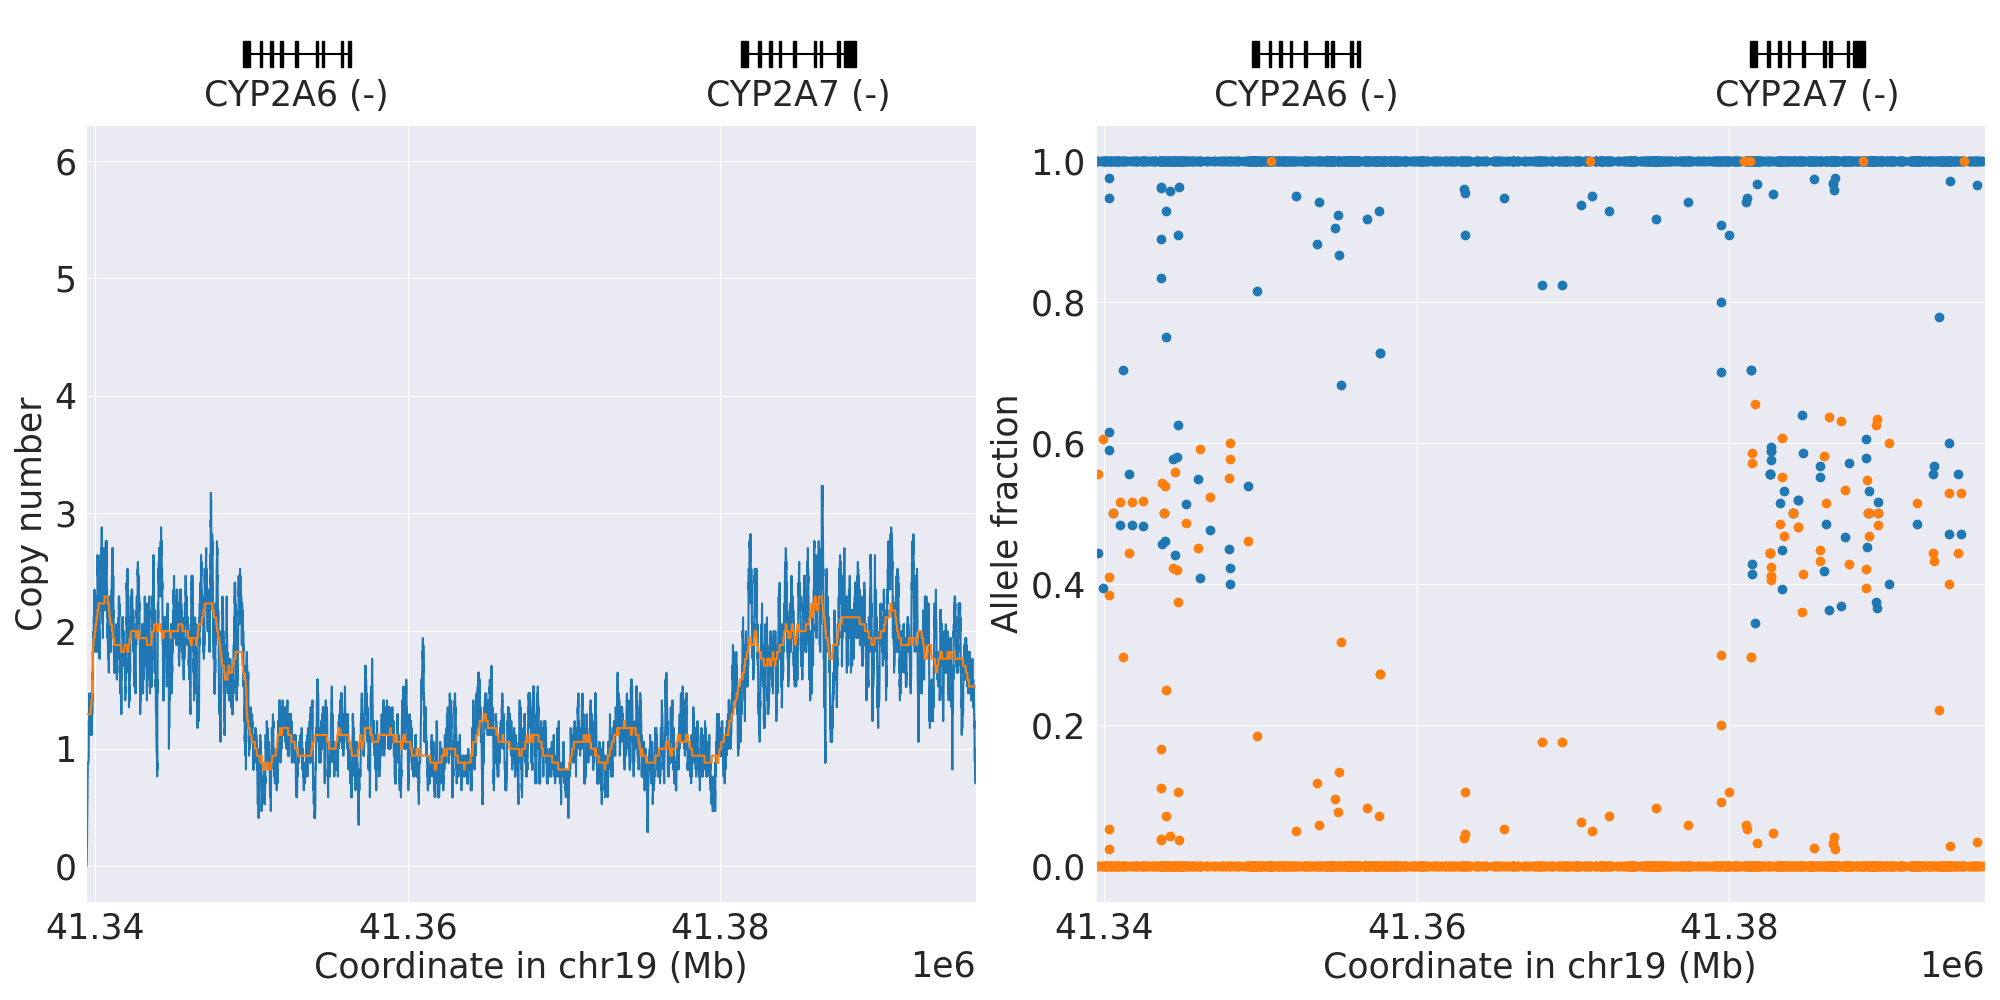 CYP2A6 (-) CYP2A7 (-)
6
5
4
3
2
1
0
Copy number
41.34 41.36 41.38
Coordinate in chr19 (Mb) 1e6
CYP2A6 (-) CYP2A7 (-)
1.0
0.8
0.6
0.4
0.2
0.0
Allele fraction
41.34 41.36 41.38
Coordinate in chr19 (Mb) 1e6